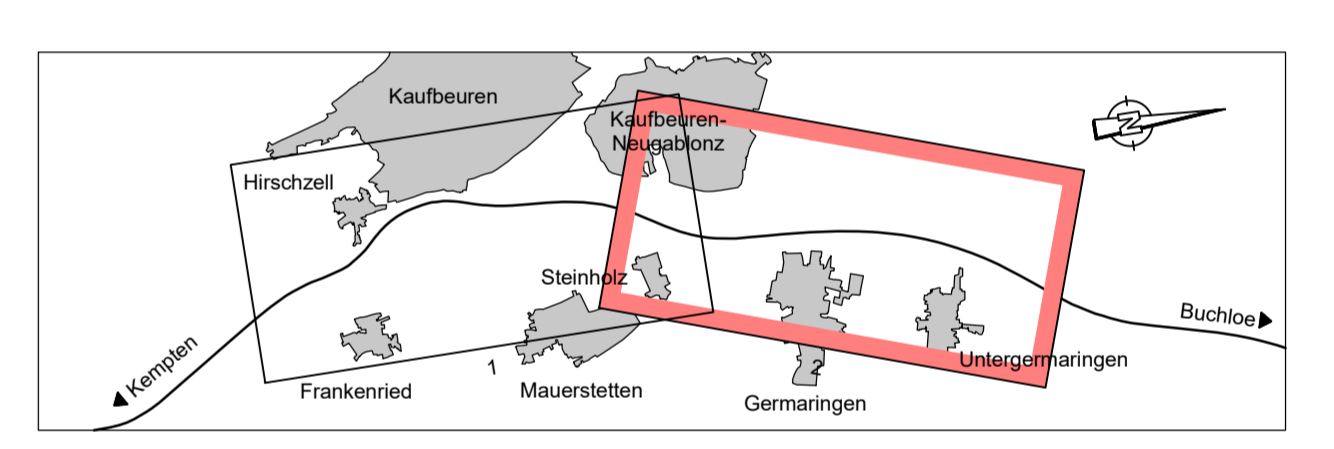 Kaufbeuren
Kaufbeuren-
Neugablonz
N
Hirschzell
Steinholz
Buchloe
Kempten
Untergermaringen
1
2
Frankenried
Mauerstetten
Germaringen